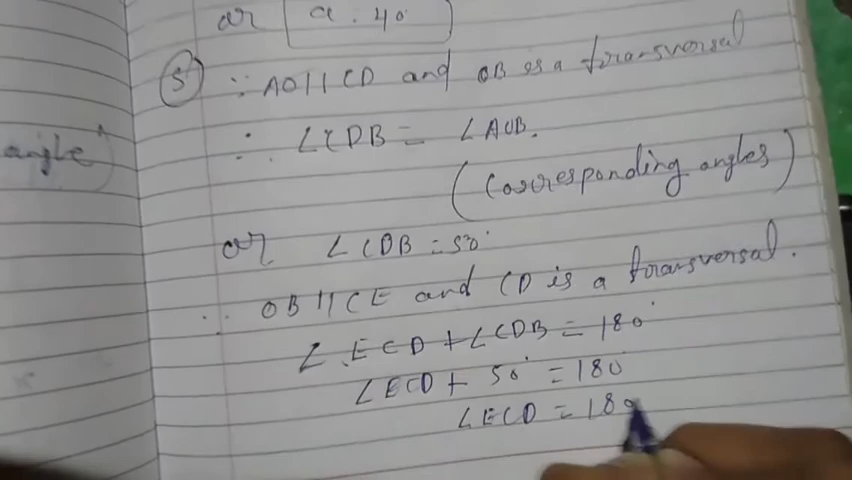 or a. 40
angle"
(5) ∵ AO || CD and OB is a transversal
∴ ∠CDB = ∠AOB.
(Corresponding angles)
or ∠CDB = 50°
∵ OB || CE and CD is a transversal.
∠ECD + ∠CDB = 180°
∠ECD + 50° = 180°
∠ECD = 180